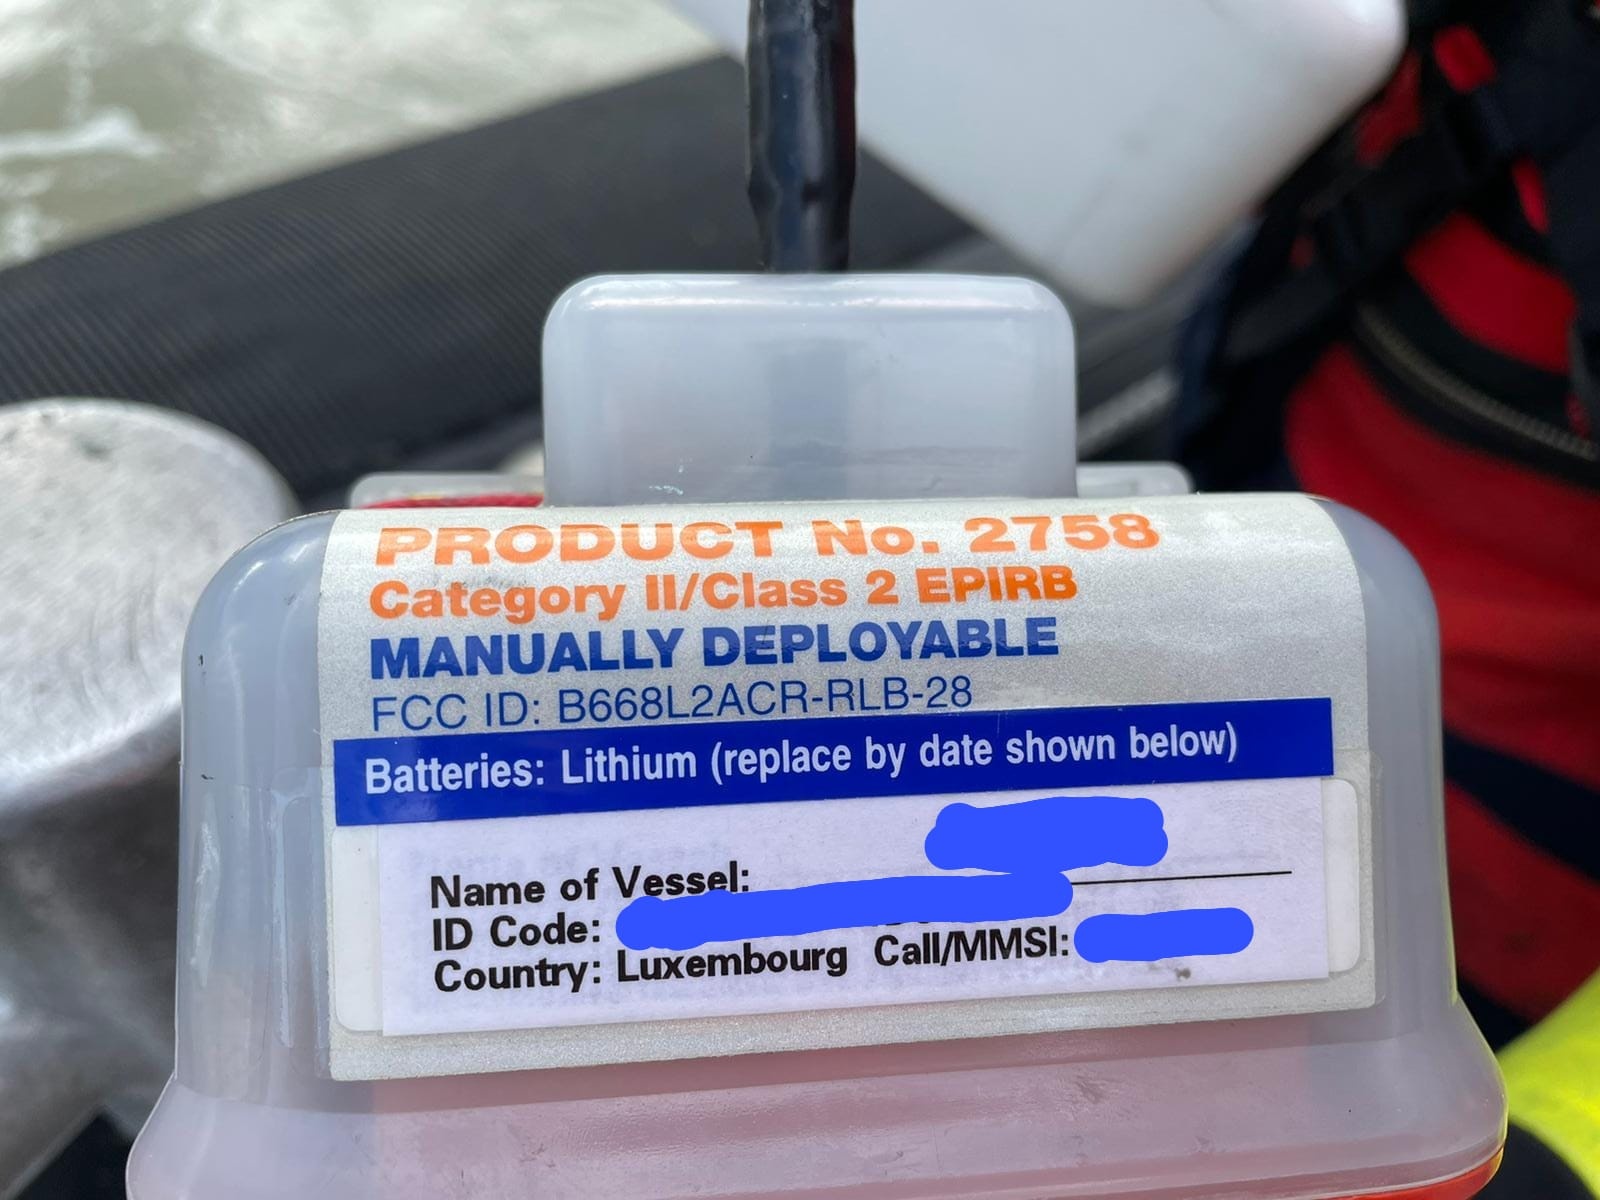 PRODUCT No. 2758
Category II/Class 2 EPIRB
MANUALLY DEPLOYABLE
FCC ID: B668L2ACR-RLB-28
Batteries: Lithium (replace by date shown below)
Name of Vessel:
ID Code:
Country: Luxembourg Call/MMSI: